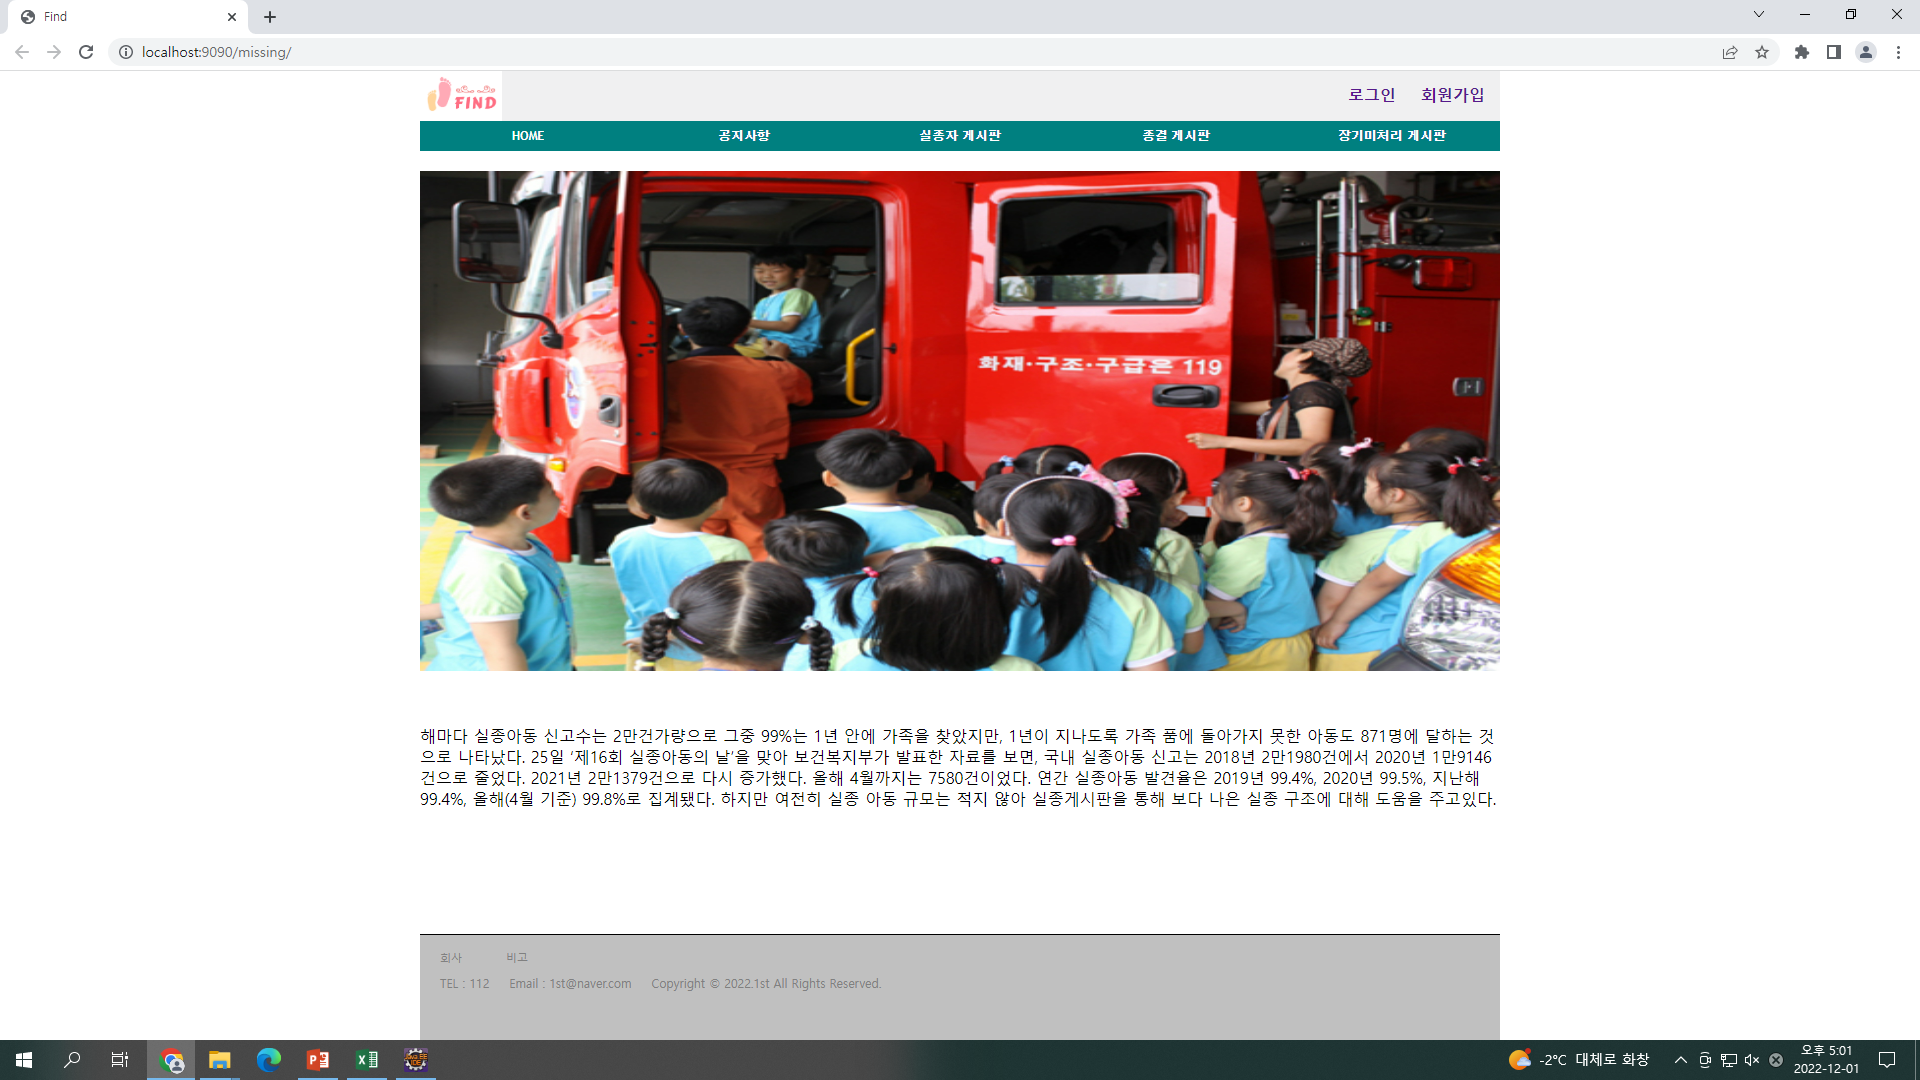 Find
localhost:9090/missing/
FIND
로그인 회원가입
HOME 공지사항 실종자 게시판 종결 게시판 장기미처리 게시판
화재·구조·구급은 119
해마다 실종아동 신고수는 2만건가량으로 그중 99%는 1년 안에 가족을 찾았지만, 1년이 지나도록 가족 품에 돌아가지 못한 아동도 871명에 달하는 것
으로 나타났다. 25일 ‘제16회 실종아동의 날’을 맞아 보건복지부가 발표한 자료를 보면, 국내 실종아동 신고는 2018년 2만1980건에서 2020년 1만9146
건으로 줄었다. 2021년 2만1379건으로 다시 증가했다. 올해 4월까지는 7580건이었다. 연간 실종아동 발견율은 2019년 99.4%, 2020년 99.5%, 지난해
99.4%, 올해(4월 기준) 99.8%로 집계됐다. 하지만 여전히 실종 아동 규모는 적지 않아 실종게시판을 통해 보다 나은 실종 구조에 대해 도움을 주고있다.
회사 비고
TEL : 112 Email : 1st@naver.com Copyright © 2022.1st All Rights Reserved.
-2°C 대체로 화창
오후 5:01
2022-12-01